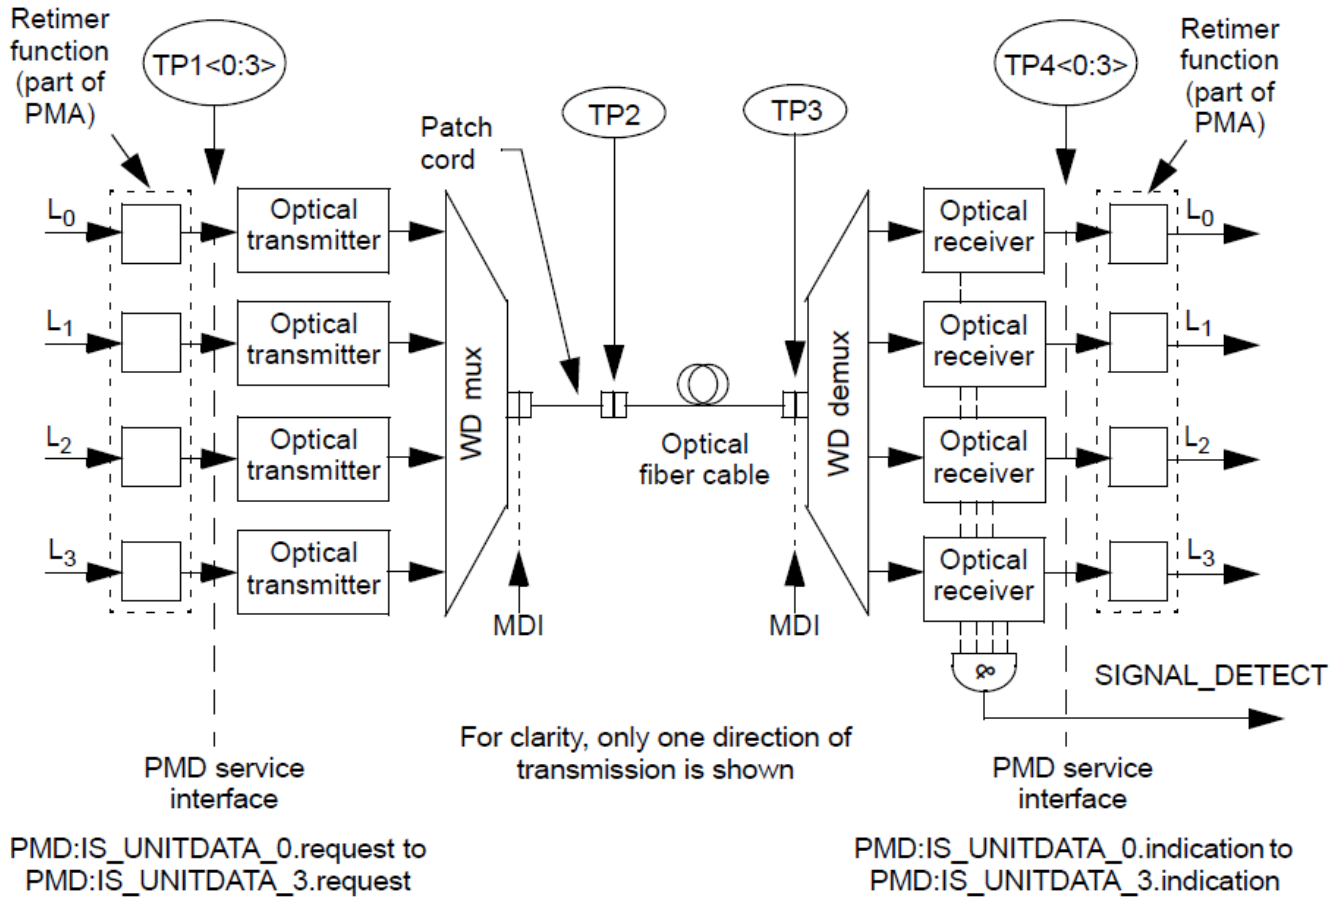 Retimer
function
(part of
PMA)
TP1<0:3>
Patch
cord
TP2
TP3
TP4<0:3>
Retimer
function
(part of
PMA)
L0
Optical
transmitter
L1
Optical
transmitter
L2
Optical
transmitter
L3
Optical
transmitter
WD mux
Optical
fiber cable
MDI
MDI
WD demux
Optical
receiver
L0
Optical
receiver
L1
Optical
receiver
L2
Optical
receiver
L3
&
SIGNAL_DETECT
For clarity, only one direction of
transmission is shown
PMD service
interface
PMD:IS_UNITDATA_0.request to
PMD:IS_UNITDATA_3.request
PMD service
interface
PMD:IS_UNITDATA_0.indication to
PMD:IS_UNITDATA_3.indication